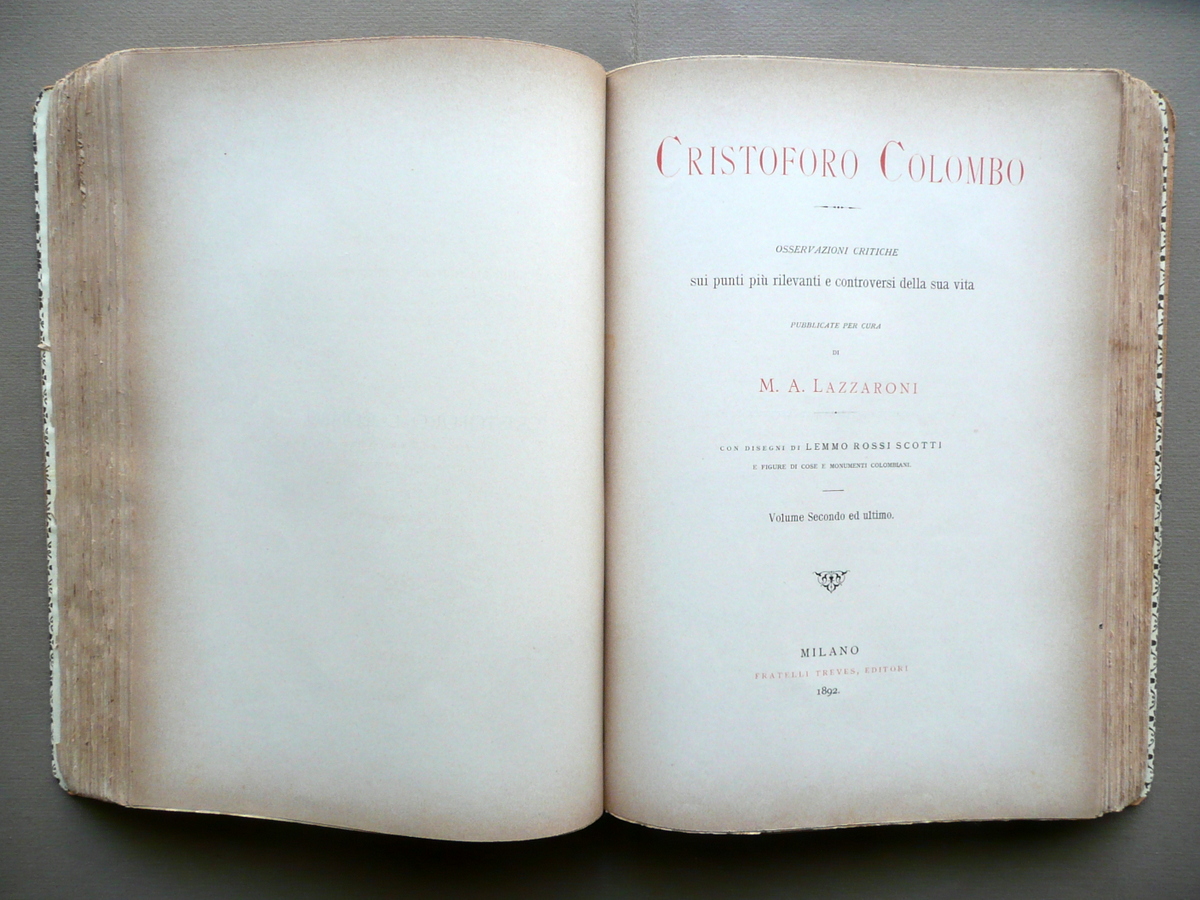 CRISTOFORO COLOMBO
OSSERVAZIONI CRITICHE
sui punti più rilevanti e controversi della sua vita
PUBBLICATE PER CURA
DI
M. A. LAZZARONI
CON DISEGNI DI LEMMO ROSSI SCOTTI
E FIGURE DI COSE E MONUMENTI COLOMBIANI.
Volume Secondo ed ultimo.
MILANO
FRATELLI TREVES, EDITORI
1892.